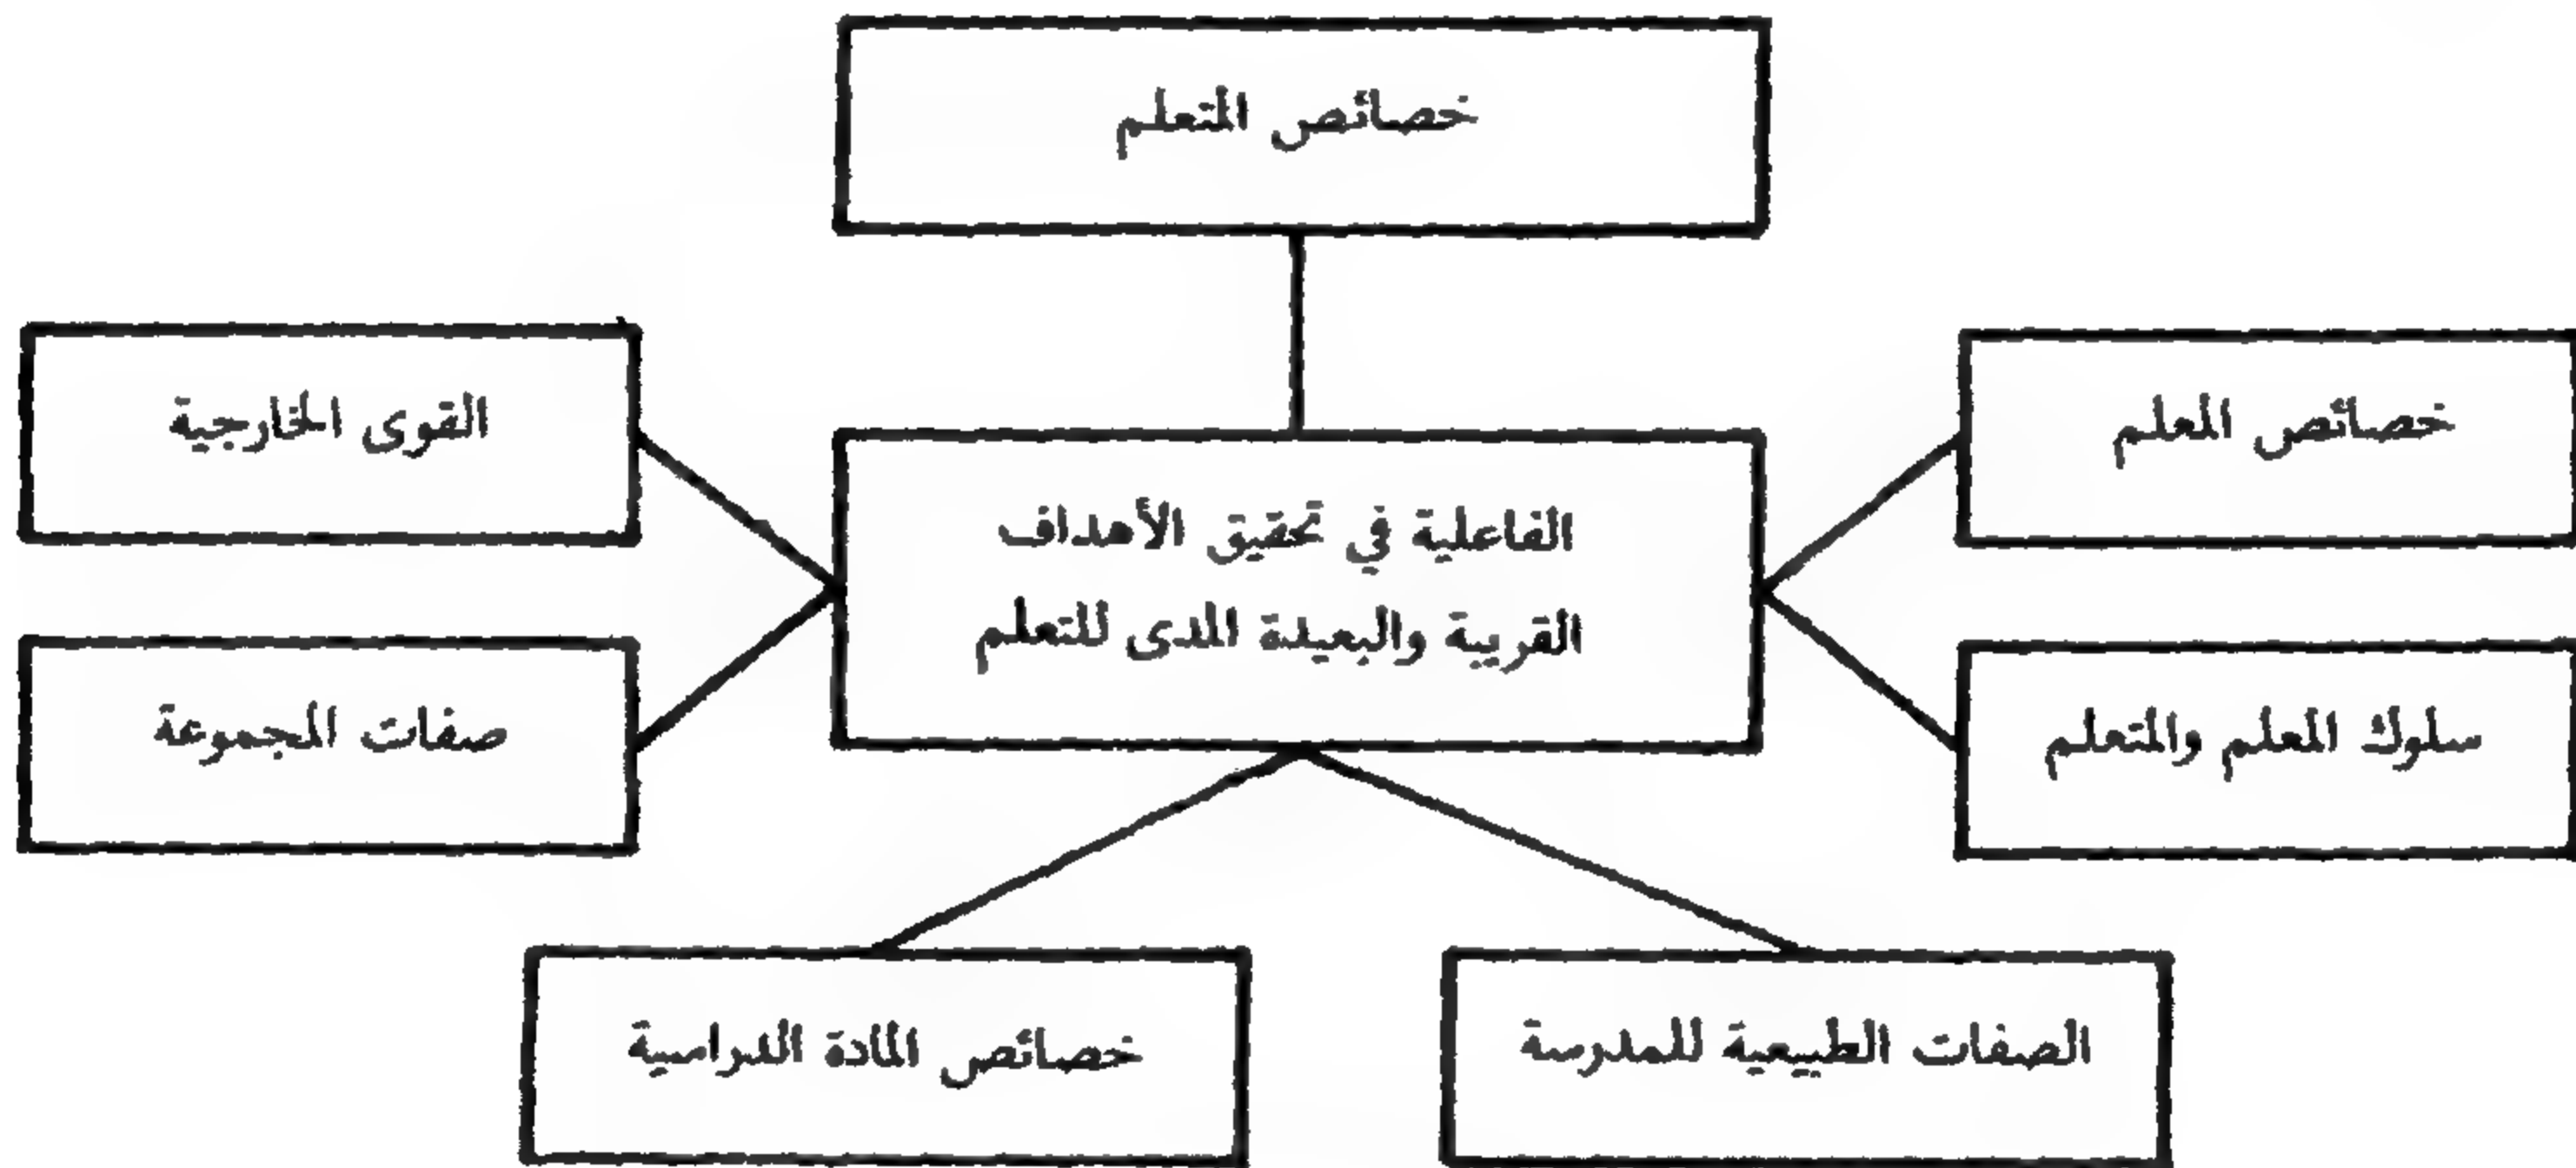 خصائص المتعلم
خصائص المعلم
القوى الخارجية
الفاعلية في تحقيق الأهداف
القريبة والبعيدة المدى للتعلم
سلوك المعلم والمتعلم
صفات المجموعة
الصفات الطبيعية للمدرسة
خصائص المادة الدراسية